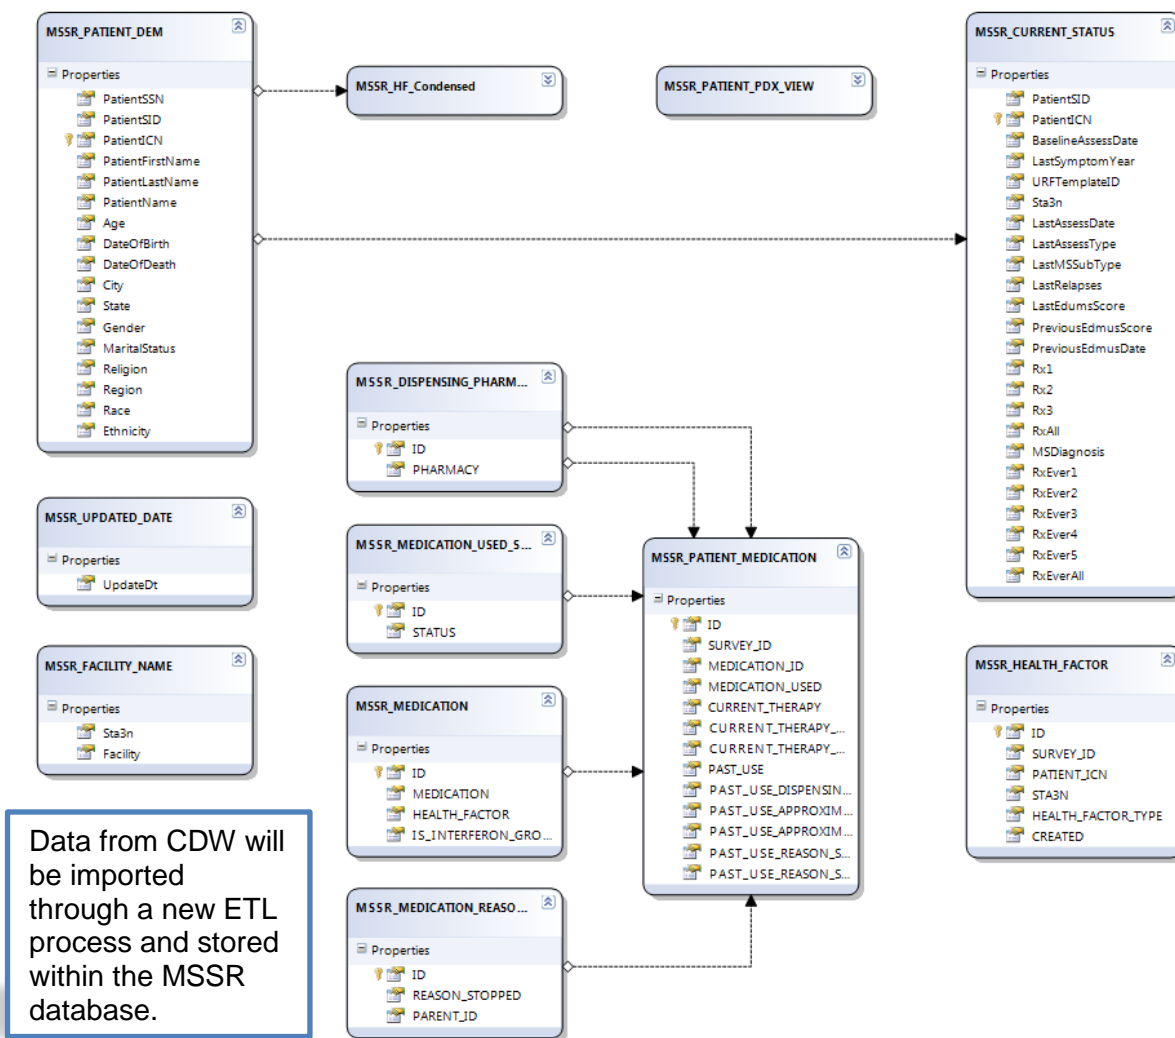 MSSR_PATIENT_DEM
Properties
PatientSSN
PatientSID
PatientICN
PatientFirstName
PatientLastName
PatientName
Age
DateOfBirth
DateOfDeath
City
State
Gender
MaritalStatus
Religion
Region
Race
Ethnicity
MSSR_HF_Condensed
MSSR_PATIENT_PDX_VIEW
MSSR_CURRENT_STATUS
Properties
PatientSID
PatientICN
BaselineAssessDate
LastSymptomYear
URFTemplateID
Sta3n
LastAssessDate
LastAssessType
LastMSSubType
LastRelapses
LastEdumsScore
PreviousEdmusScore
PreviousEdmusDate
Rx1
Rx2
Rx3
RxAll
MSDiagnosis
RxEver1
RxEver2
RxEver3
RxEver4
RxEver5
RxEverAll
MSSR_DISPENSING_PHARM...
Properties
ID
PHARMACY
MSSR_UPDATED_DATE
Properties
UpdateDt
MSSR_MEDICATION_USED_S...
Properties
ID
STATUS
MSSR_PATIENT_MEDICATION
Properties
ID
SURVEY_ID
MEDICATION_ID
MEDICATION_USED
CURRENT_THERAPY
CURRENT_THERAPY_...
CURRENT_THERAPY_...
PAST_USE
PAST_USE_DISPENSIN...
PAST_USE_APPROXIM...
PAST_USE_APPROXIM...
PAST_USE_REASON_S...
PAST_USE_REASON_S...
MSSR_FACILITY_NAME
Properties
Sta3n
Facility
MSSR_MEDICATION
Properties
ID
MEDICATION
HEALTH_FACTOR
IS_INTERFERON_GRO...
MSSR_HEALTH_FACTOR
Properties
ID
SURVEY_ID
PATIENT_ICN
STA3N
HEALTH_FACTOR_TYPE
CREATED
Data from CDW will
be imported
through a new ETL
process and stored
within the MSSR
database.
MSSR_MEDICATION_REASO...
Properties
ID
REASON_STOPPED
PARENT_ID